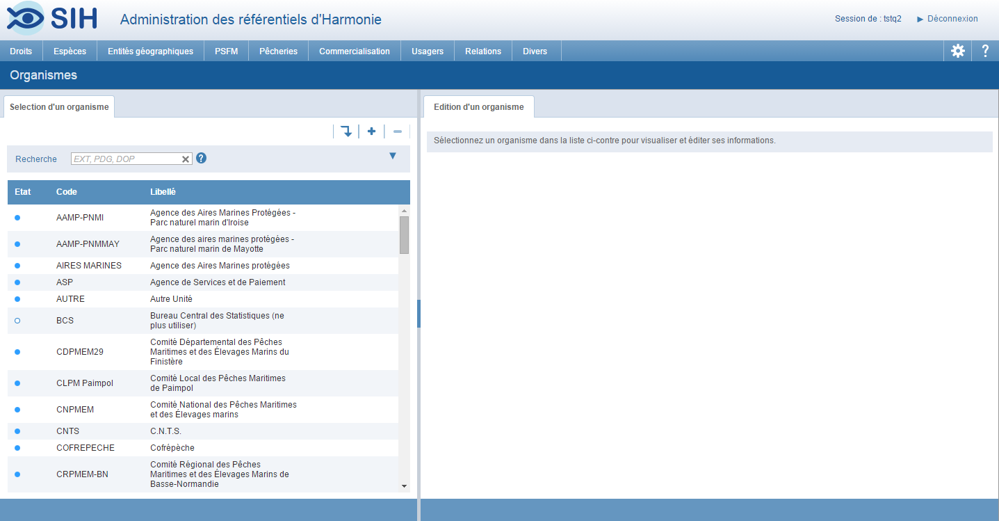 SIH
Administration des référentiels d'Harmonie
Session de : tstq2
Déconnexion
Droits
Espèces
Entités géographiques
PSFM
Pêcheries
Commercialisation
Usagers
Relations
Divers
?
Organismes
Selection d'un organisme
Recherche
EXT, PDG, DOP
?
Etat Code Libellé
AAMP-PNMI
Agence des Aires Marines Protégées -
Parc naturel marin d'Iroise
AAMP-PNMMAY
Agence des aires marines protégées -
Parc naturel marin de Mayotte
AIRES MARINES Agence des Aires Marines protégées
ASP Agence de Services et de Paiement
AUTRE Autre Unité
BCS
Bureau Central des Statistiques (ne
plus utiliser)
CDPMEM29
Comité Départemental des Pêches
Maritimes et des Élevages Marins du
Finistère
CLPM Paimpol
Comité Local des Pêches Maritimes
de Paimpol
CNPMEM
Comité National des Pêches Maritimes
et des Élevages marins
CNTS C.N.T.S.
COFREPECHE Cofrépèche
CRPMEM-BN
Comité Régional des Pêches
Maritimes et des Élevages Marins de
Basse-Normandie
Edition d'un organisme
Sélectionnez un organisme dans la liste ci-contre pour visualiser et éditer ses informations.